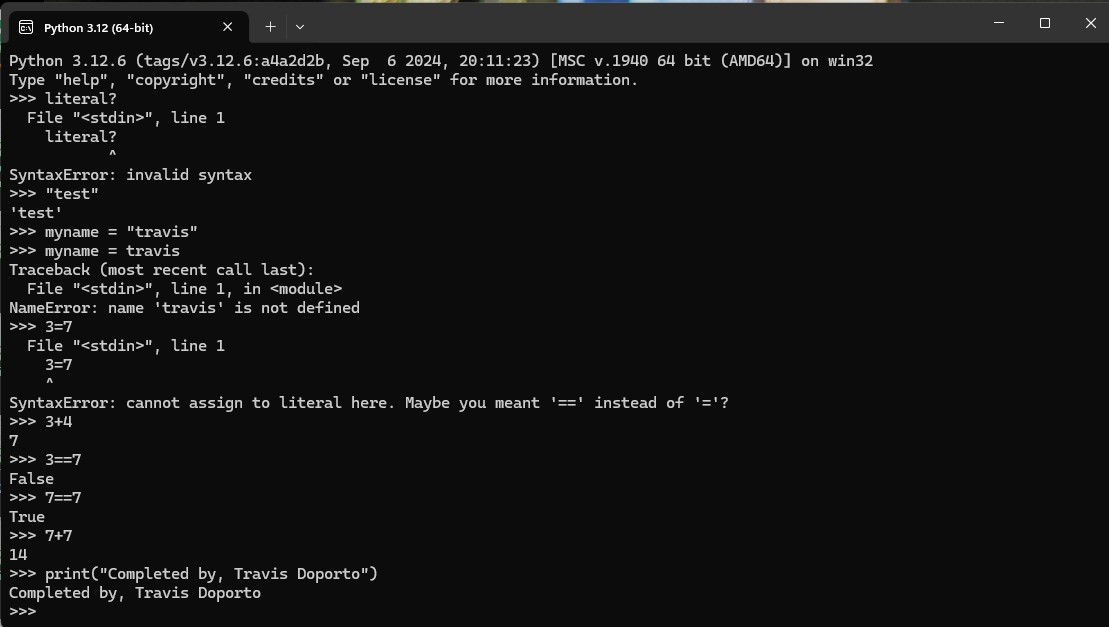 Python 3.12 (64-bit)
Python 3.12.6 (tags/v3.12.6:a4a2d2b, Sep  6 2024, 20:11:23) [MSC v.1940 64 bit (AMD64)] on win32
Type "help", "copyright", "credits" or "license" for more information.
>>> literal?
  File "<stdin>", line 1
    literal?
           ^
SyntaxError: invalid syntax
>>> "test"
'test'
>>> myname = "travis"
>>> myname = travis
Traceback (most recent call last):
  File "<stdin>", line 1, in <module>
NameError: name 'travis' is not defined
>>> 3=7
  File "<stdin>", line 1
    3=7
    ^
SyntaxError: cannot assign to literal here. Maybe you meant '==' instead of '='?
>>> 3+4
7
>>> 3==7
False
>>> 7==7
True
>>> 7+7
14
>>> print("Completed by, Travis Doporto")
Completed by, Travis Doporto
>>>